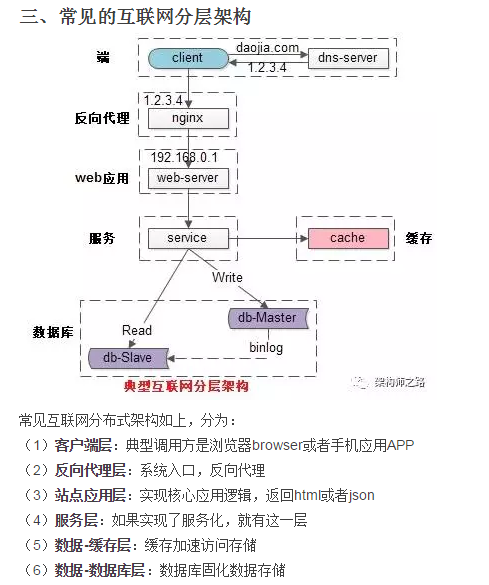 三、常见的互联网分层架构
端
client
daojia.com
1.2.3.4
dns-server
1.2.3.4
反向代理
nginx
192.168.0.1
web应用
web-server
服务
service
cache
缓存
Write
数据库
Read
db-Master
binlog
db-Slave
典型互联网分层架构
架构师之路
常见互联网分布式架构如上，分为：
（1）客户端层：典型调用方是浏览器browser或者手机应用APP
（2）反向代理层：系统入口，反向代理
（3）站点应用层：实现核心应用逻辑，返回html或者json
（4）服务层：如果实现了服务化，就有这一层
（5）数据-缓存层：缓存加速访问存储
（6）数据-数据库层：数据库固化数据存储